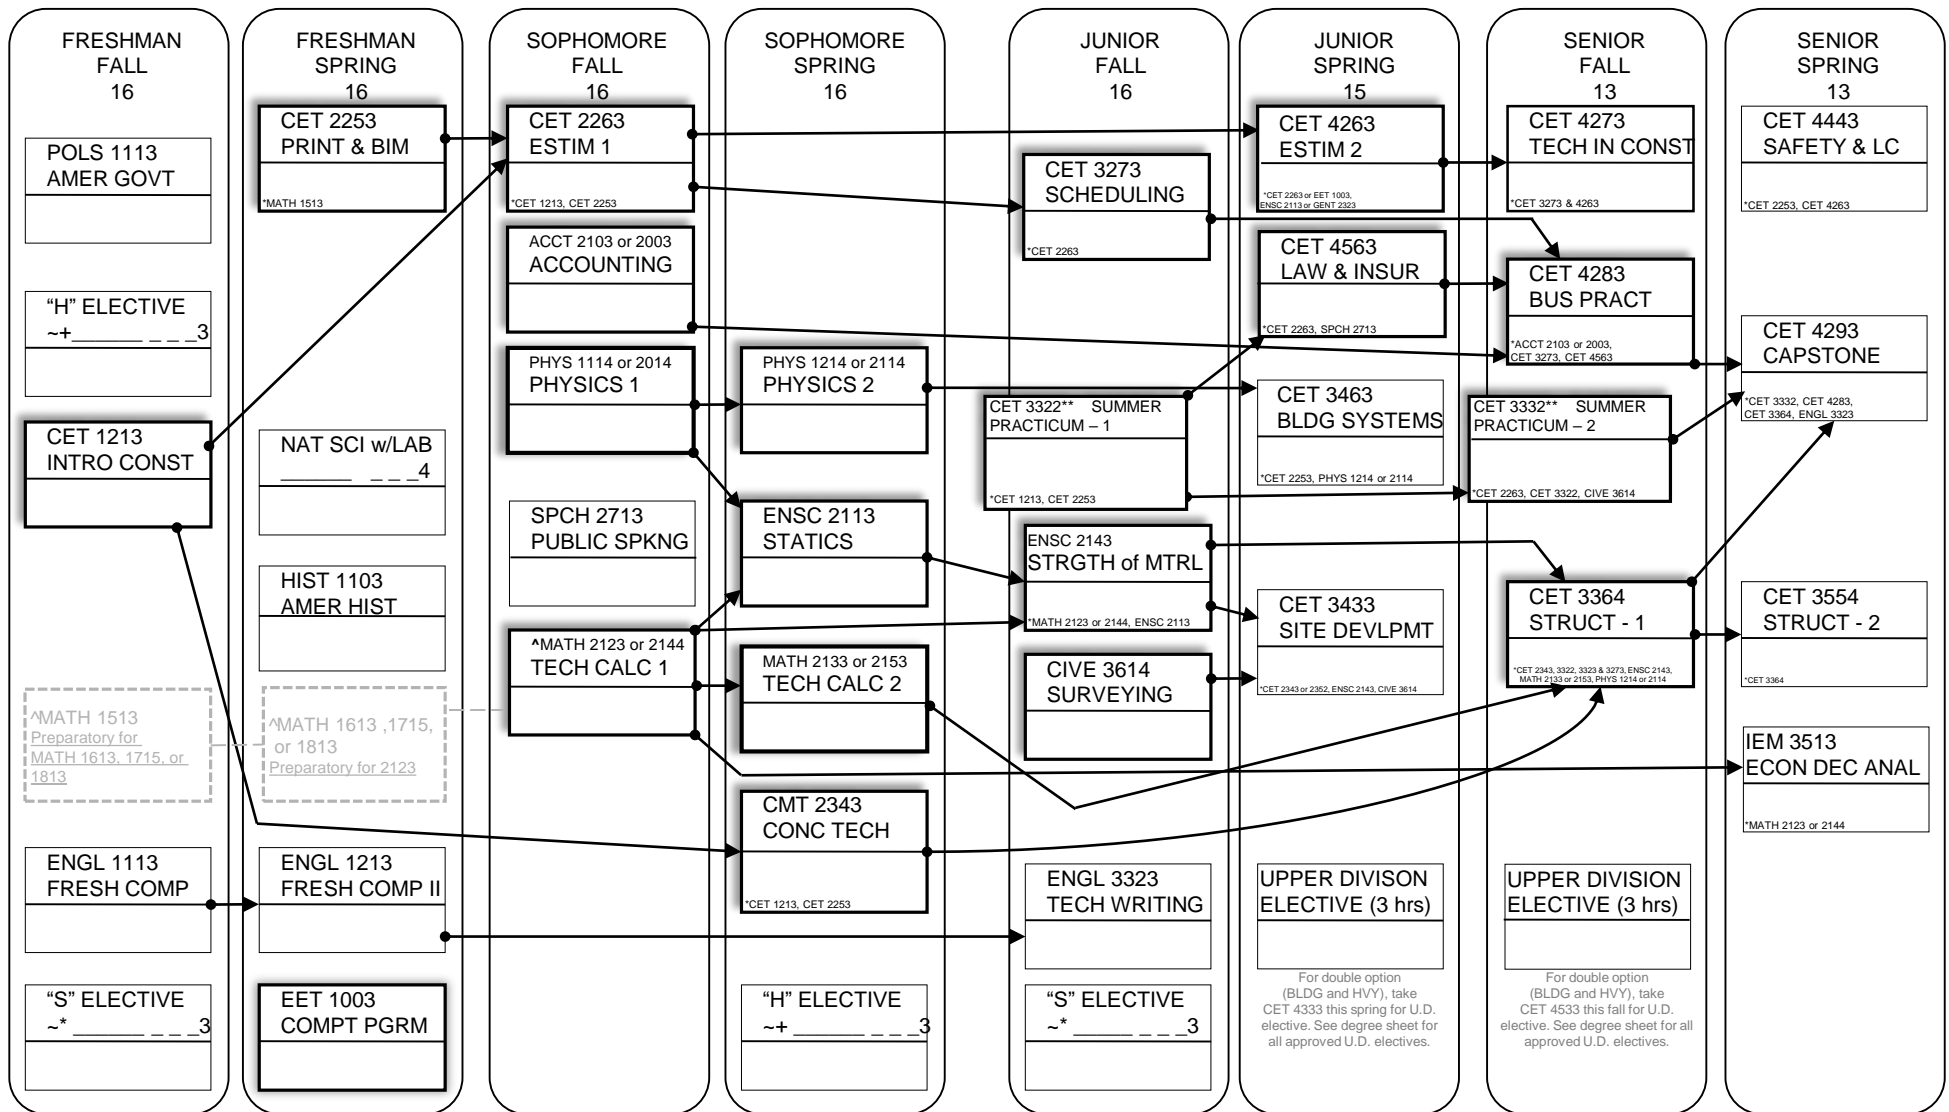 FRESHMAN
FALL
16
POLS 1113
AMER GOVT
“H” ELECTIVE
~+______ _ _ _3
CET 1213
INTRO CONST
^MATH 1513
Preparatory for
MATH 1613, 1715, or
1813
ENGL 1113
FRESH COMP
“S” ELECTIVE
~* ______ _ _ _3
FRESHMAN
SPRING
16
CET 2253
PRINT & BIM
*MATH 1513
NAT SCI w/LAB
______ _ _ _4
HIST 1103
AMER HIST
^MATH 1613 ,1715,
or 1813
Preparatory for 2123
ENGL 1213
FRESH COMP II
EET 1003
COMPT PGRM
SOPHOMORE
FALL
16
CET 2263
ESTIM 1
*CET 1213, CET 2253
ACCT 2103 or 2003
ACCOUNTING
PHYS 1114 or 2014
PHYSICS 1
SPCH 2713
PUBLIC SPKNG
^MATH 2123 or 2144
TECH CALC 1
SOPHOMORE
SPRING
16
PHYS 1214 or 2114
PHYSICS 2
ENSC 2113
STATICS
MATH 2133 or 2153
TECH CALC 2
CMT 2343
CONC TECH
*CET 1213, CET 2253
“H” ELECTIVE
~+ ______ _ _ _3
JUNIOR
FALL
16
CET 3273
SCHEDULING
*CET 2263
CET 3322** SUMMER
PRACTICUM – 1
*CET 1213, CET 2253
ENSC 2143
STRGTH of MTRL
*MATH 2123 or 2144, ENSC 2113
CIVE 3614
SURVEYING
ENGL 3323
TECH WRITING
“S” ELECTIVE
~* ______ _ _ _3
JUNIOR
SPRING
15
CET 4263
ESTIM 2
*CET 2263 or EET 1003,
ENSC 2113 or GENT 2323
CET 4563
LAW & INSUR
*CET 2263, SPCH 2713
CET 3463
BLDG SYSTEMS
*CET 2253, PHYS 1214 or 2114
CET 3433
SITE DEVLPMT
*CET 2343 or 2352, ENSC 2143, CIVE 3614
UPPER DIVISON
ELECTIVE (3 hrs)
For double option
(BLDG and HVY), take
CET 4333 this spring for U.D.
elective. See degree sheet for
all approved U.D. electives.
SENIOR
FALL
13
CET 4273
TECH IN CONST
*CET 3273 & 4263
CET 4283
BUS PRACT
*ACCT 2103 or 2003,
CET 3273, CET 4563
CET 3332** SUMMER
PRACTICUM – 2
*CET 2263, CET 3322, CIVE 3614
CET 3364
STRUCT - 1
*CET 2343, 3322, 3323 & 3273, ENSC 2143,
MATH 2133 or 2153, PHYS 1214 or 2114
UPPER DIVISION
ELECTIVE (3 hrs)
For double option
(BLDG and HVY), take
CET 4533 this fall for U.D.
elective. See degree sheet for all
approved U.D. electives.
SENIOR
SPRING
13
CET 4443
SAFETY & LC
*CET 2253, CET 4263
CET 4293
CAPSTONE
*CET 3332, CET 4283,
CET 3364, ENGL 3323
CET 3554
STRUCT - 2
*CET 3364
IEM 3513
ECON DEC ANAL
*MATH 2123 or 2144